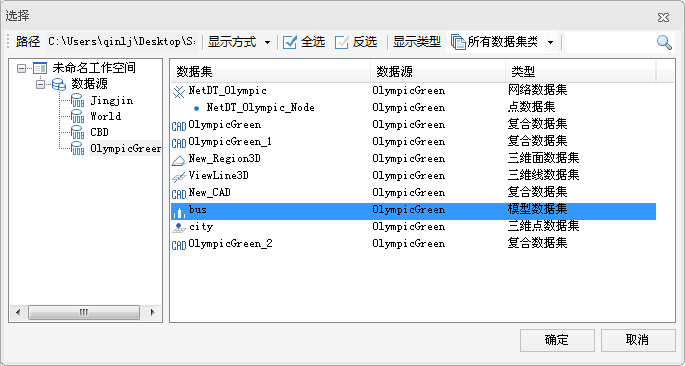 选择
路径 C:\Users\qinlj\Desktop\S: 显示方式 全选 反选 显示类型 所有数据集类
未命名工作空间
数据源
Jingjin
World
CBD
OlympicGreen
数据集 数据源 类型
NetDT_Olympic OlympicGreen 网络数据集
NetDT_Olympic_Node OlympicGreen 点数据集
CAD OlympicGreen OlympicGreen 复合数据集
CAD OlympicGreen_1 OlympicGreen 复合数据集
New_Region3D OlympicGreen 三维面数据集
ViewLine3D OlympicGreen 三维线数据集
CAD New_CAD OlympicGreen 复合数据集
bus OlympicGreen 模型数据集
city OlympicGreen 三维点数据集
CAD OlympicGreen_2 OlympicGreen 复合数据集
确定 取消